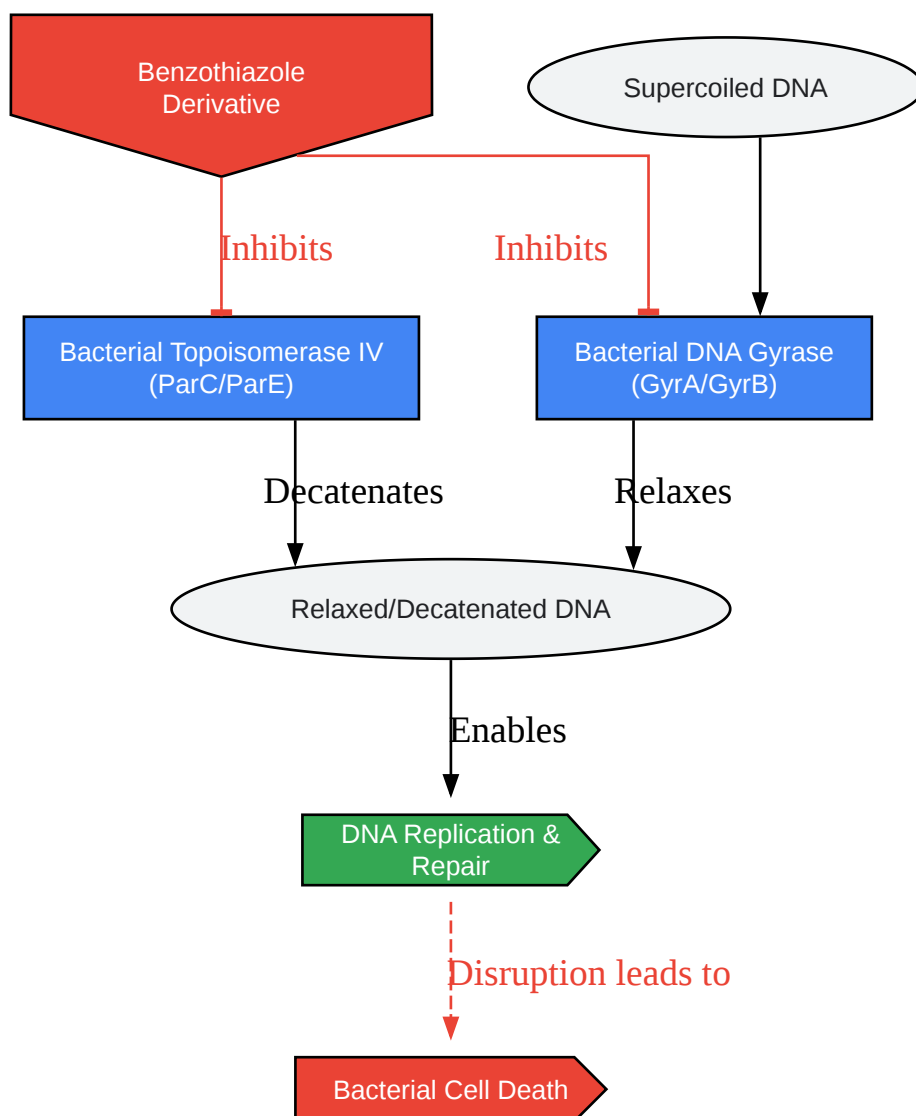 Benzothiazole
Derivative
Supercoiled DNA
Inhibits
Inhibits
Bacterial Topoisomerase IV
(ParC/ParE)
Bacterial DNA Gyrase
(GyrA/GyrB)
Decatenates
Relaxes
Relaxed/Decatenated DNA
Enables
DNA Replication &
Repair
Disruption leads to
Bacterial Cell Death